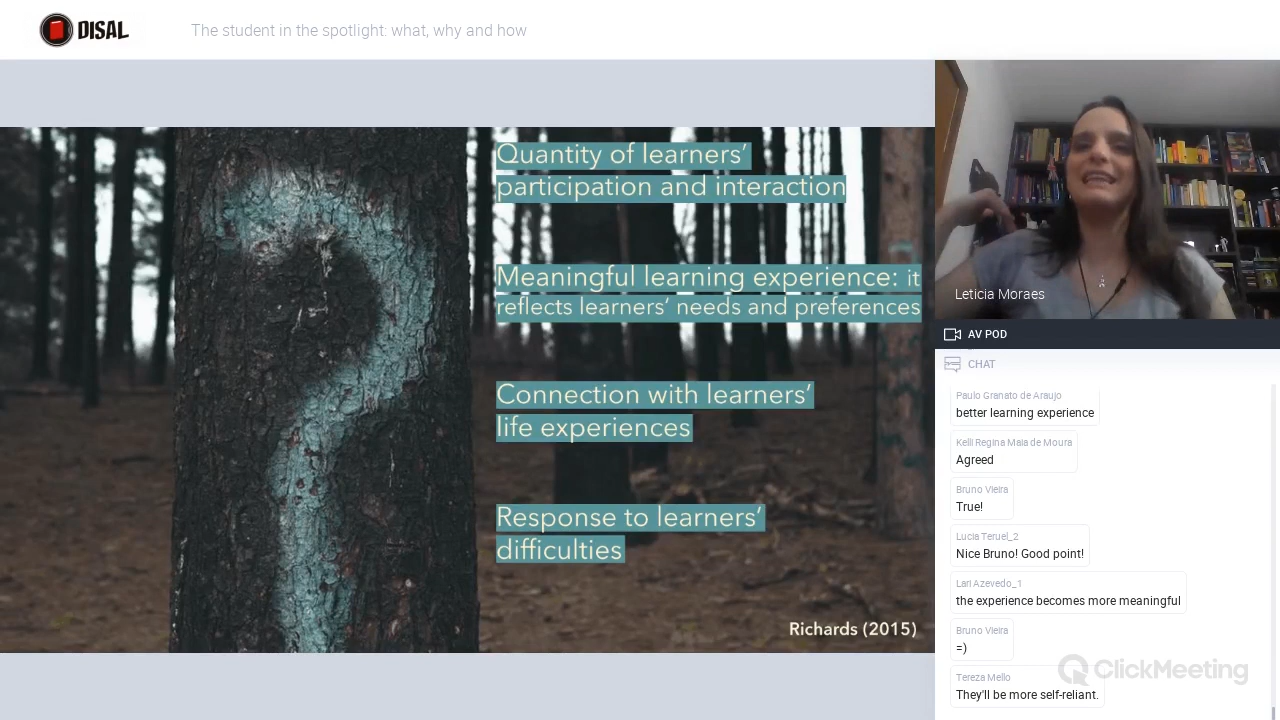 DISAL
The student in the spotlight: what, why and how
Quantity of learners'
participation and interaction
Meaningful learning experience: it
reflects learners' needs and preferences
Connection with learners'
life experiences
Response to learners'
difficulties
Richards (2015)
Leticia Moraes
AV POD
CHAT
Paulo Granato de Araujo
better learning experience
Kelli Regina Maia de Moura
Agreed
Bruno Vieira
True!
Lucia Teruel_2
Nice Bruno! Good point!
Lari Azevedo_1
the experience becomes more meaningful
Bruno Vieira
=)
Tereza Mello
They'll be more self-reliant.
ClickMeeting